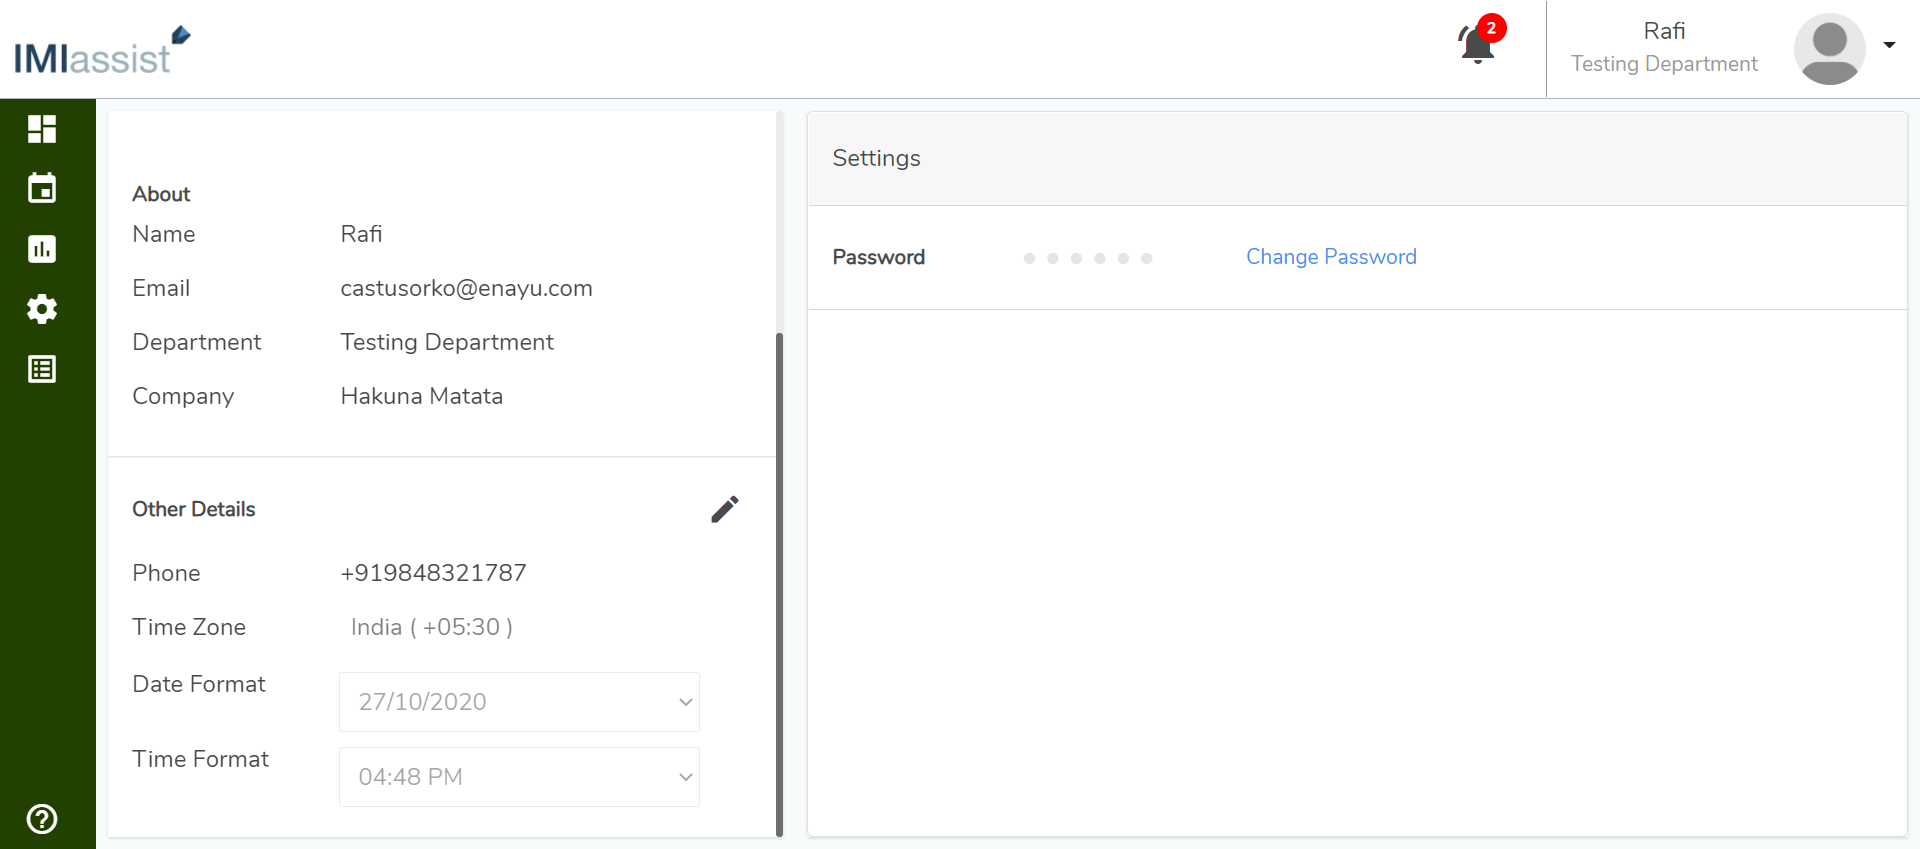 IMIassist
2
Rafi
Testing Department
About
Name Rafi
Email castusorko@enayu.com
Department Testing Department
Company Hakuna Matata
Other Details
Phone +919848321787
Time Zone India ( +05:30 )
Date Format 27/10/2020
Time Format 04:48 PM
Settings
Password Change Password